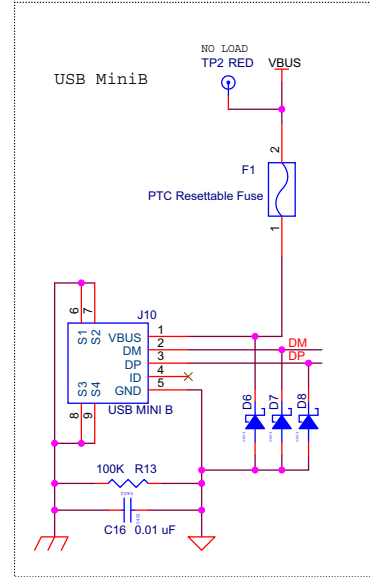 NO LOAD
TP2 RED VBUS
USB MiniB
2
F1
PTC Resettable Fuse
1
6 7
J10
S1 S2
VBUS 1
DM 2 DM
DP 3 DP
ID 4
GND 5
S3 S4
USB MINI B
8 9
D6 D7 D8
100K R13
C16 0.01 uF